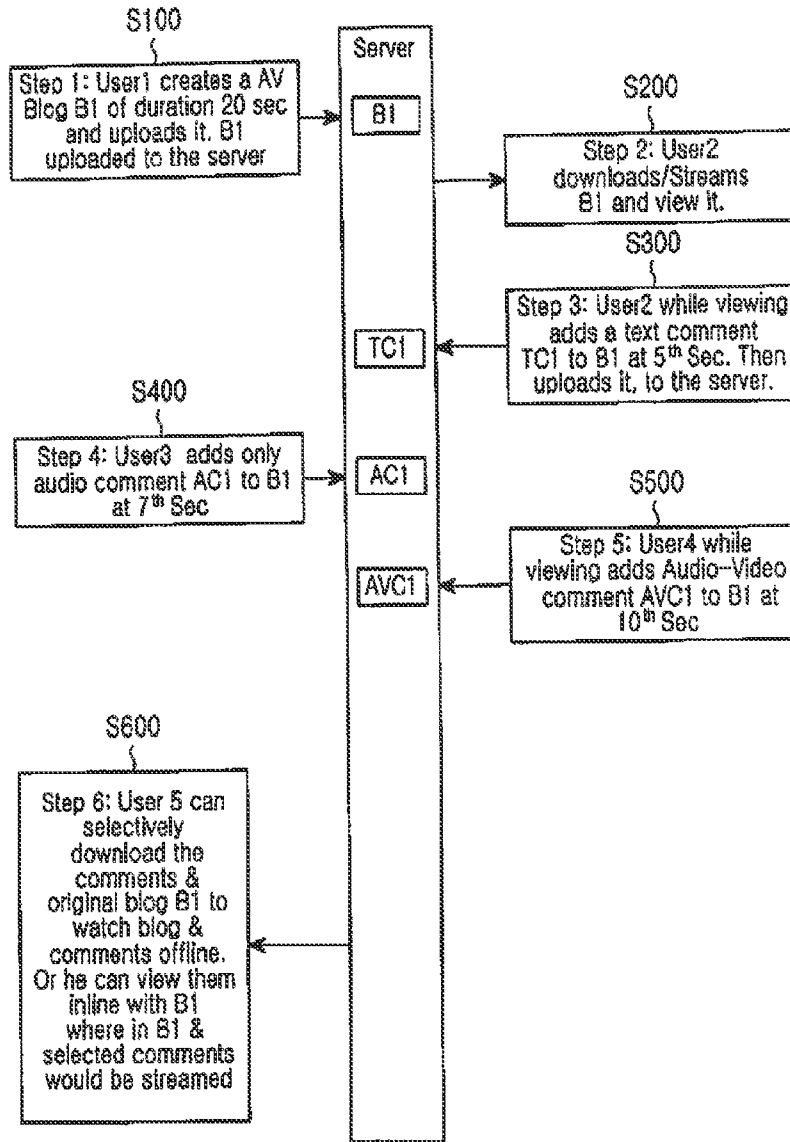 S100
Step 1: User1 creates a AV
Blog B1 of duration 20 sec
and uploads it. B1
uploaded to the server
Server
B1
S200
Step 2: User2
downloads/Streams
B1 and view it.
S300
Step 3: User2 while viewing
adds a text comment
TC1 to B1 at 5th Sec. Then
uploads it, to the server.
TC1
S400
Step 4: User3 adds only
audio comment AC1 to B1
at 7th Sec
AC1
S500
Step 5: User4 while
viewing adds Audio-Video
comment AVC1 to B1 at
10th Sec
AVC1
S600
Step 6: User 5 can
selectively
download the
comments &
original blog B1 to
watch blog &
comments offline.
Or he can view them
inline with B1
where in B1 &
selected comments
would be streamed